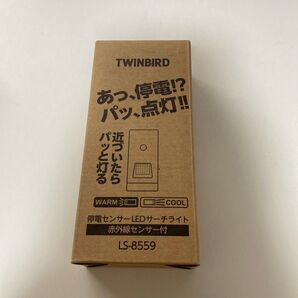 TWINBIRD
あっ、停電!?
パッ、点灯!!
近づいたら
パッと灯る
WARM
COOL
停電センサーLEDサーチライト
赤外線センサー付
LS-8559